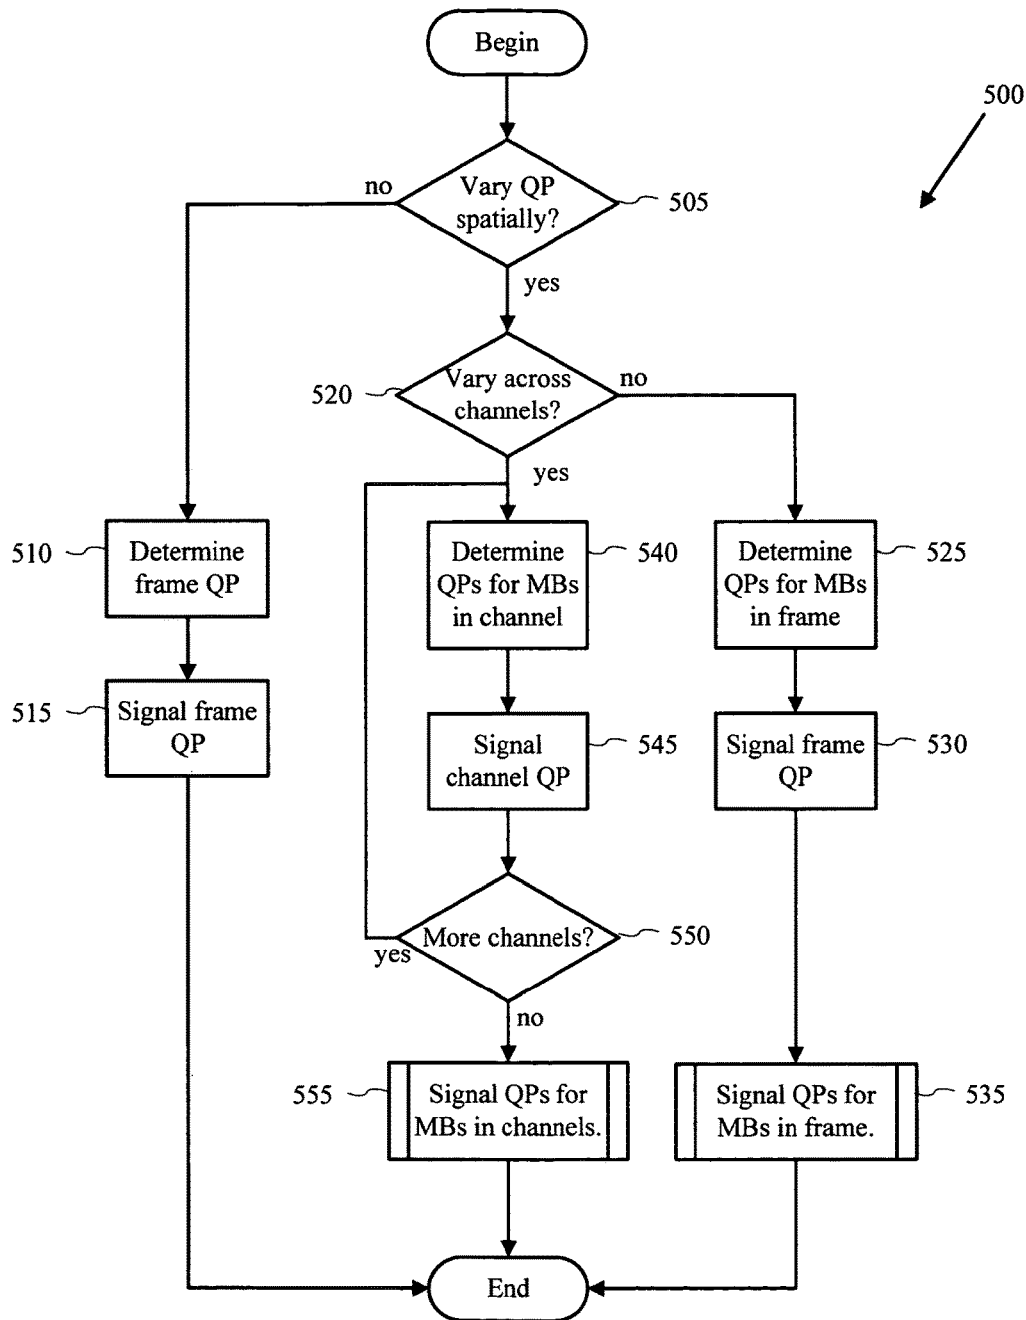 Begin
500
Vary QP
spatially?
505
no
yes
Vary across
channels?
520
no
yes
510
Determine
frame QP
Determine
QPs for MBs
in channel
540
Determine
QPs for MBs
in frame
525
515
Signal frame
QP
Signal
channel QP
545
Signal frame
QP
530
More channels?
550
yes
no
555
Signal QPs for
MBs in channels.
Signal QPs for
MBs in frame.
535
End